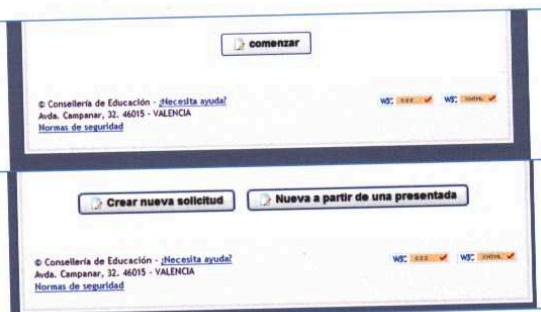 comenzar
© Consellería de Educación - ¿Necesita ayuda? W3C CSS ✔ W3C XHTML ✔
Avda. Campanar, 32. 46015 - VALENCIA
Normas de seguridad
Crear nueva solicitud Nueva a partir de una presentada
© Consellería de Educación - ¿Necesita ayuda? W3C CSS ✔ W3C XHTML ✔
Avda. Campanar, 32. 46015 - VALENCIA
Normas de seguridad